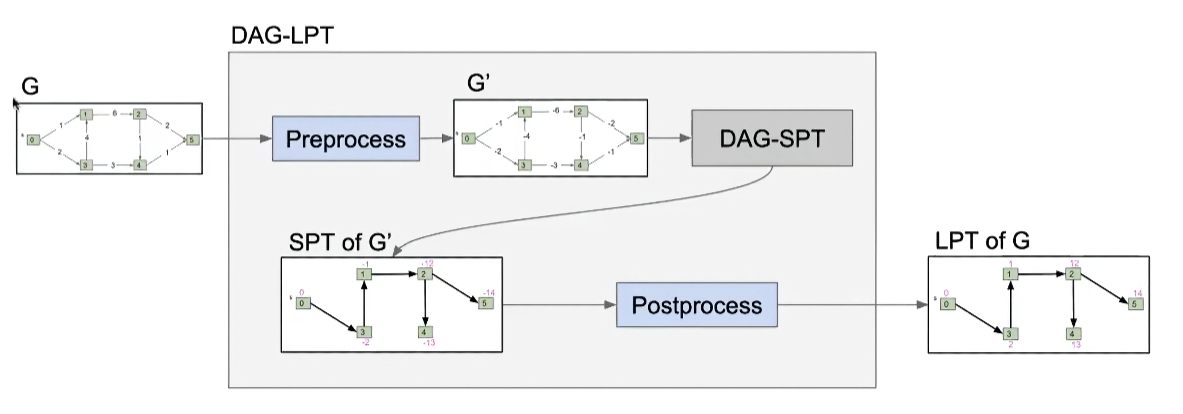 DAG-LPT
G
G'
1 6 2
1 2
s 0 4 1 5
2 1
3 3 4
Preprocess
1 -6 2
-1 -2
s 0 -4 -1 5
-2 -1
3 -3 4
DAG-SPT
SPT of G'
-1 -12
1 2
0 -14
s 0 5
3 4
-2 -13
Postprocess
LPT of G
1 12
1 2
0 14
s 0 5
3 4
2 13